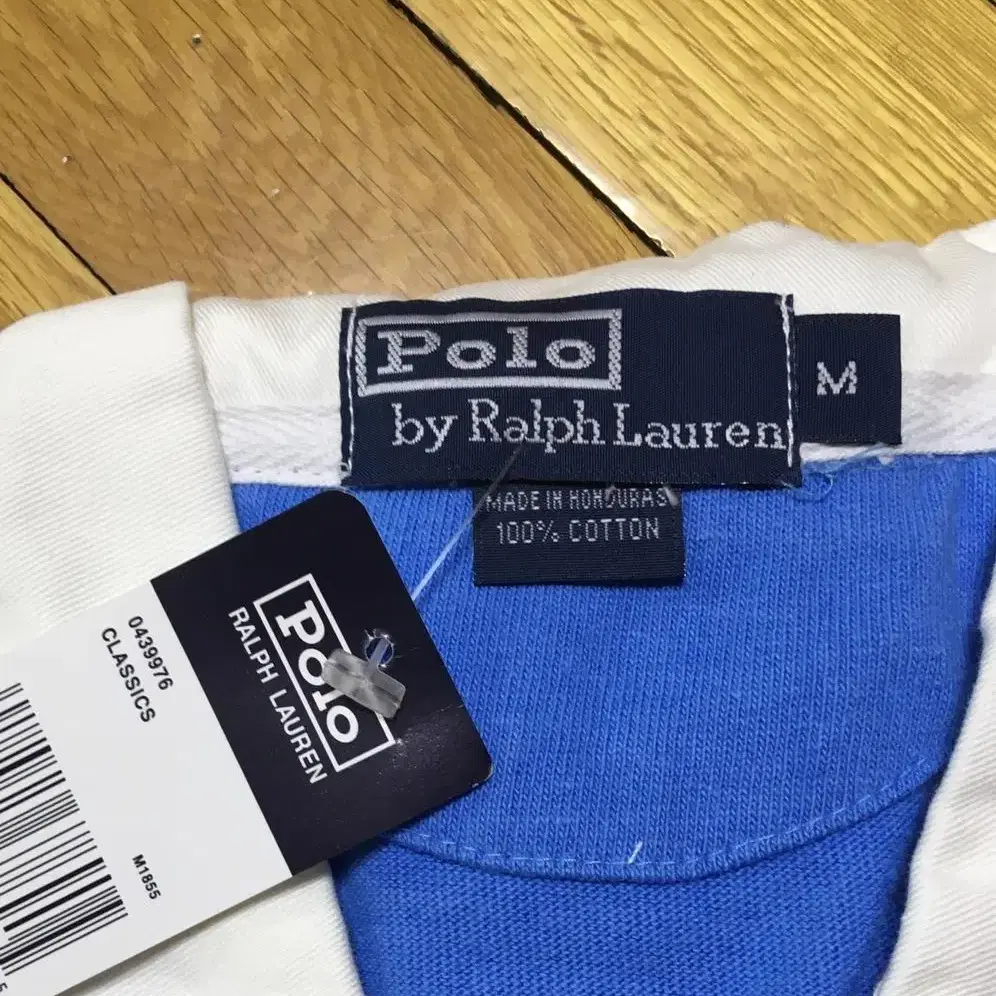 Polo
by Ralph Lauren
M
MADE IN HONDURAS
100% COTTON
Polo
RALPH LAUREN
0439976
CLASSICS
M1855